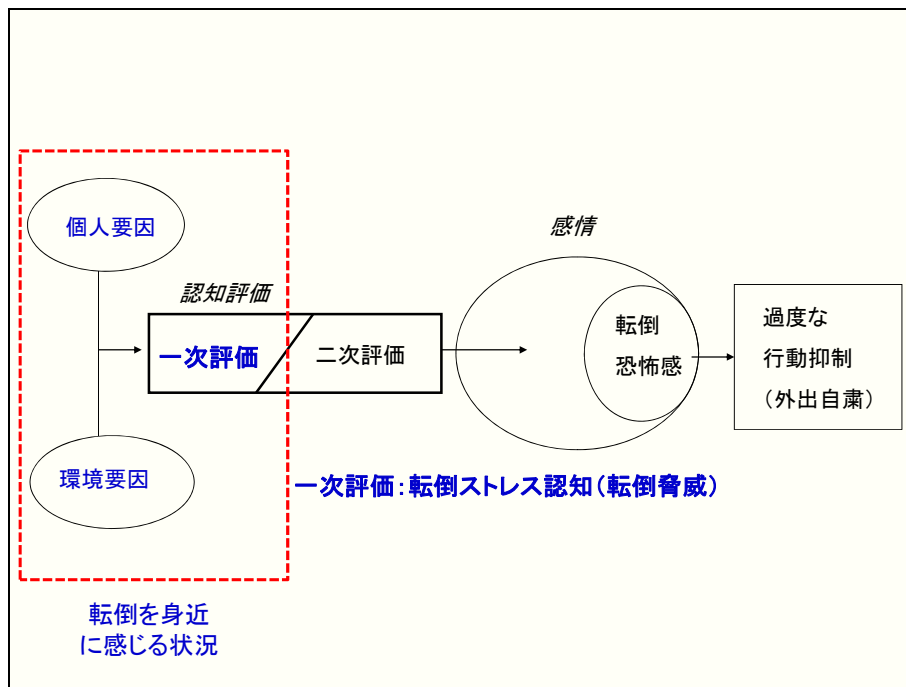 個人要因
環境要因
認知評価
一次評価
二次評価
感情
転倒
恐怖感
過度な
行動抑制
（外出自粛）
一次評価：転倒ストレス認知（転倒脅威）
転倒を身近
に感じる状況